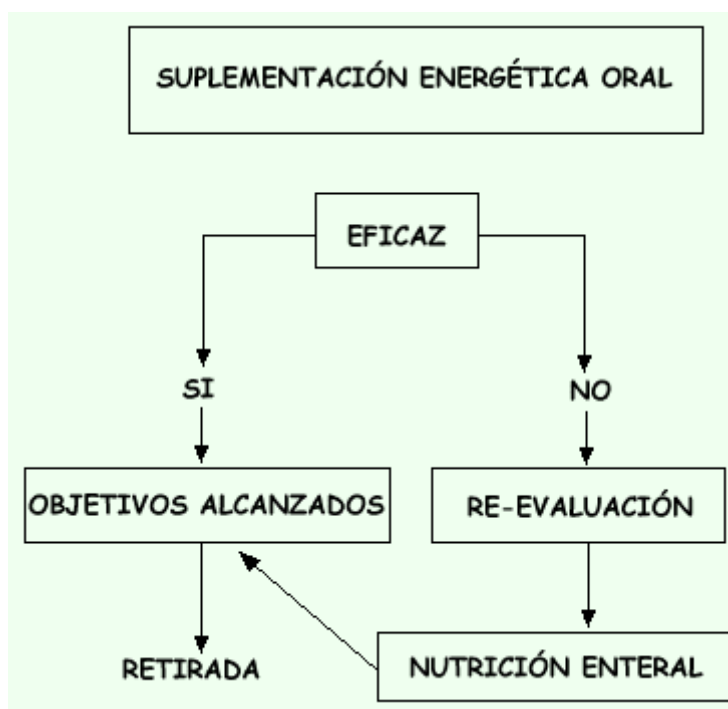 SUPLEMENTACIÓN ENERGÉTICA ORAL
EFICAZ
SI
NO
OBJETIVOS ALCANZADOS
RE-EVALUACIÓN
RETIRADA
NUTRICIÓN ENTERAL